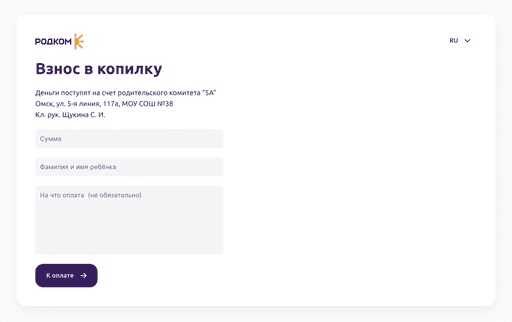 РОДКОМ
RU
Взнос в копилку
Деньги поступят на счет родительского комитета "5А"
Омск, ул. 5-я линия, 117а, МОУ СОШ №38
Кл. рук. Щукина С. И.
Сумма
Фамилия и имя ребёнка
На что оплата (не обязательно)
К оплате →